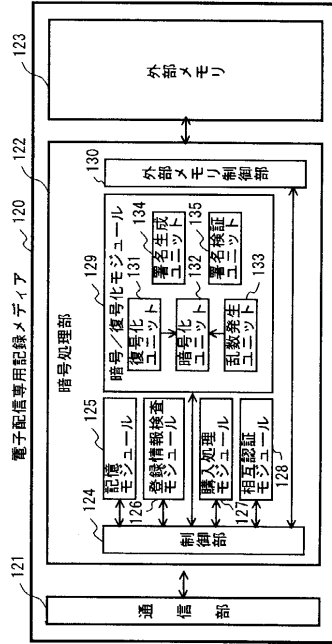 電子配信専用記録メディア
120
121
通信部
122
暗号処理部
124
制御部
125
記憶
モジュール
126
登録情報検査
モジュール
127
購入処理
モジュール
128
相互認証
モジュール
129
暗号/復号化モジュール
131
復号化
ユニット
132
暗号化
ユニット
133
乱数発生
ユニット
134
署名生成
ユニット
135
署名検証
ユニット
130
外部メモリ制御部
123
外部メモリ